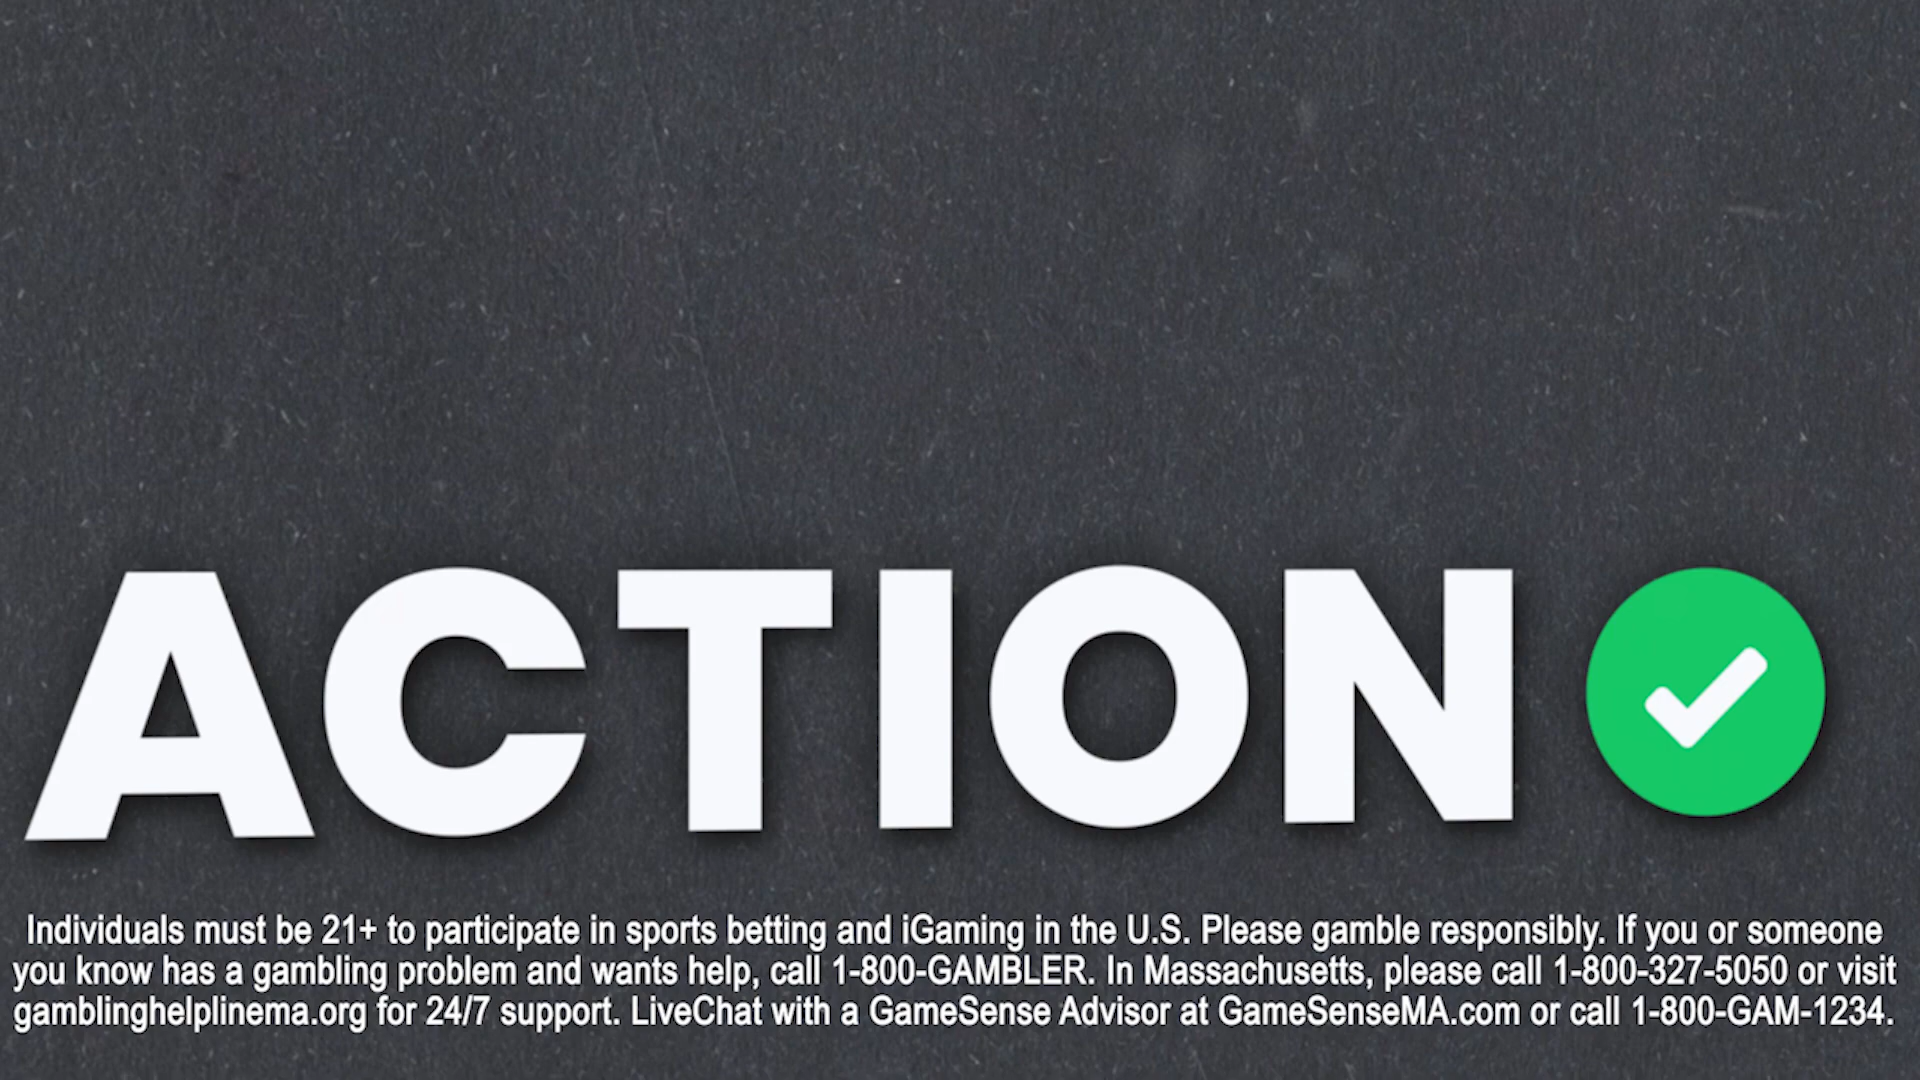 ACTION
Individuals must be 21+ to participate in sports betting and iGaming in the U.S. Please gamble responsibly. If you or someone
you know has a gambling problem and wants help, call 1-800-GAMBLER. In Massachusetts, please call 1-800-327-5050 or visit
gamblinghelplinema.org for 24/7 support. LiveChat with a GameSense Advisor at GameSenseMA.com or call 1-800-GAM-1234.